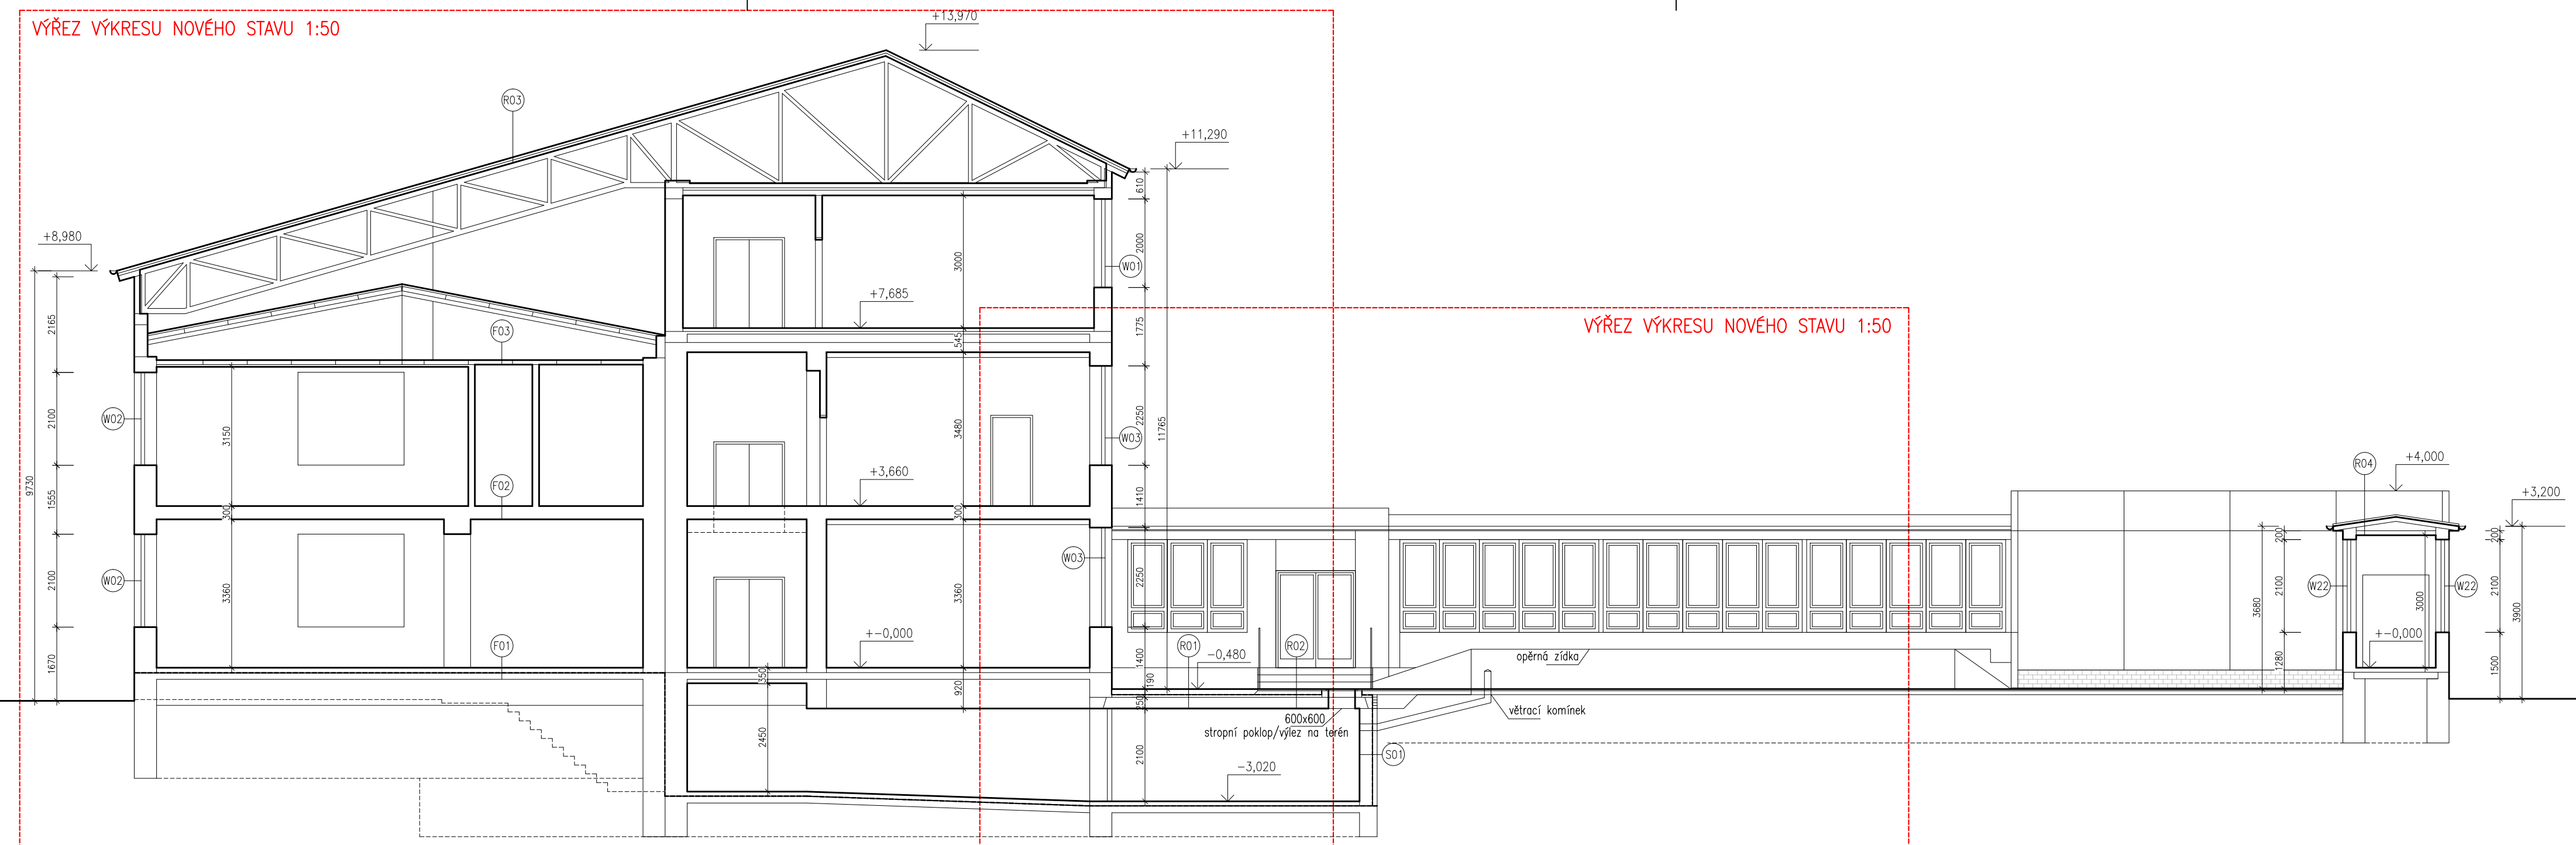 VÝŘEZ VÝKRESU NOVÉHO STAVU 1:50
+13,970
R03
+11,290
610
+8,980
2000
3000
W01
+7,685
1775
545
VÝŘEZ VÝKRESU NOVÉHO STAVU 1:50
2165
F03
2100
W02
3150
3480
2250
W03
11765
9730
+3,660
F02
1555
300
300
1410
R04
+4,000
+3,200
W02
2100
3360
3360
W03
2250
200
200
2100
2100
W22
W22
3000
3680
3900
+-0,000
+-0,000
F01
1670
350
920
1400
190
250
R01
R02
-0,480
opěrná zídka
1280
1500
600x600
stropní poklop/výlez na terén
větrací komínek
2450
2100
S01
-3,020